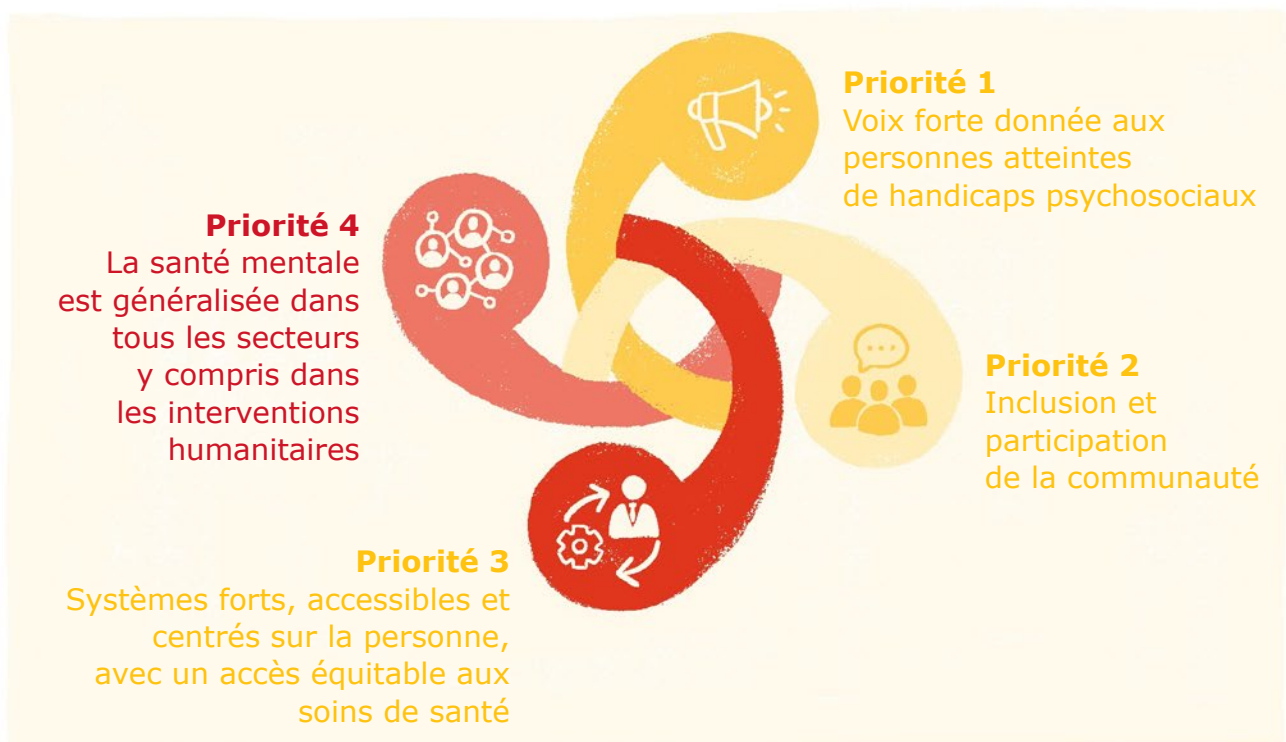 Priorité 1
Voix forte donnée aux
personnes atteintes
de handicaps psychosociaux
Priorité 2
Inclusion et
participation
de la communauté
Priorité 3
Systèmes forts, accessibles et
centrés sur la personne,
avec un accès équitable aux
soins de santé
Priorité 4
La santé mentale
est généralisée dans
tous les secteurs
y compris dans
les interventions
humanitaires